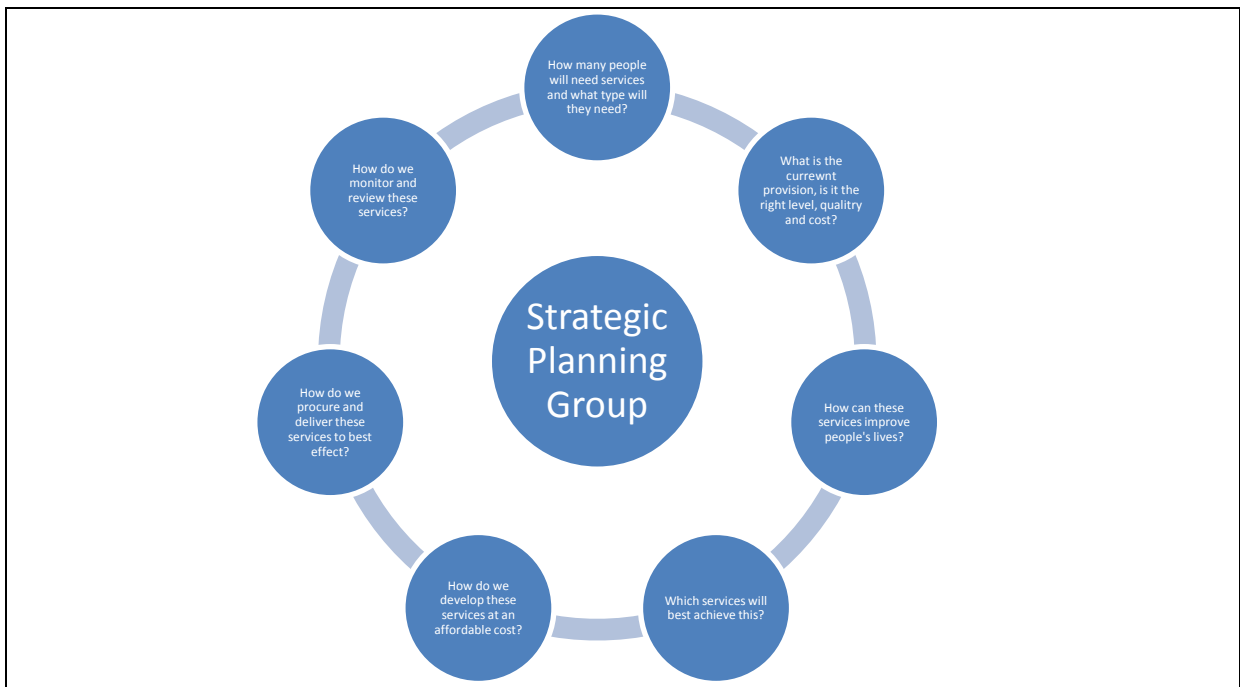 How many people
will need services
and what type will
they need?
What is the
currewnt
provision, is it the
right level, qualitry
and cost?
How can these
services improve
people's lives?
Which services will
best achieve this?
How do we
develop these
services at an
affordable cost?
How do we
procure and
deliver these
services to best
effect?
How do we
monitor and
review these
services?
Strategic
Planning
Group